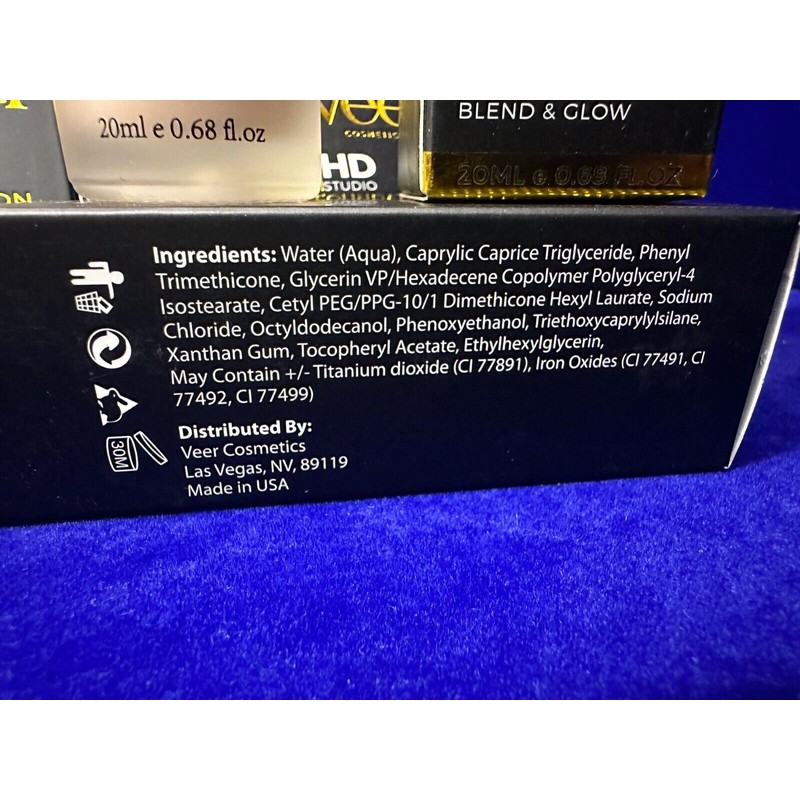 20ml e 0.68 fl.oz
COSMETIC
HD
STUDIO
BLEND & GLOW
20ML e 0.68 FL.OZ
Ingredients: Water (Aqua), Caprylic Caprice Triglyceride, Phenyl
Trimethicone, Glycerin VP/Hexadecene Copolymer Polyglyceryl-4
Isostearate, Cetyl PEG/PPG-10/1 Dimethicone Hexyl Laurate, Sodium
Chloride, Octyldodecanol, Phenoxyethanol, Triethoxycaprylylsilane,
Xanthan Gum, Tocopheryl Acetate, Ethylhexylglycerin,
May Contain +/- Titanium dioxide (CI 77891), Iron Oxides (CI 77491, CI
77492, CI 77499)
30M
Distributed By:
Veer Cosmetics
Las Vegas, NV, 89119
Made in USA